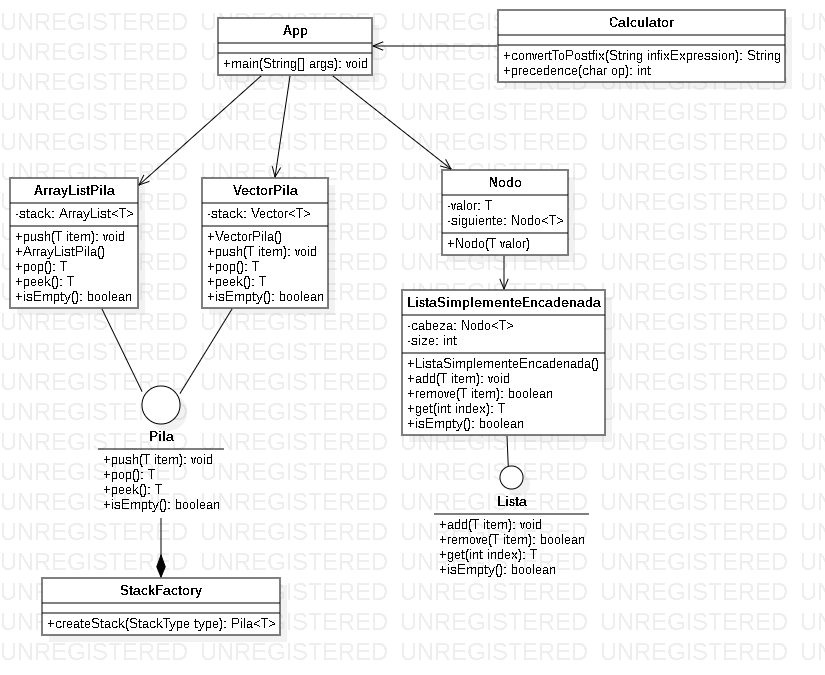 App
+main(String[] args): void
Calculator
+convertToPostfix(String infixExpression): String
+precedence(char op): int
ArrayListPila
-stack: ArrayList<T>
+push(T item): void
+ArrayListPila()
+pop(): T
+peek(): T
+isEmpty(): boolean
VectorPila
-stack: Vector<T>
+VectorPila()
+push(T item): void
+pop(): T
+peek(): T
+isEmpty(): boolean
Nodo
-valor: T
-siguiente: Nodo<T>
+Nodo(T valor)
ListaSimplementeEncadenada
-cabeza: Nodo<T>
-size: int
+ListaSimplementeEncadenada()
+add(T item): void
+remove(T item): boolean
+get(int index): T
+isEmpty(): boolean
Pila
+push(T item): void
+pop(): T
+peek(): T
+isEmpty(): boolean
Lista
+add(T item): void
+remove(T item): boolean
+get(int index): T
+isEmpty(): boolean
StackFactory
+createStack(StackType type): Pila<T>
UNREGISTERED